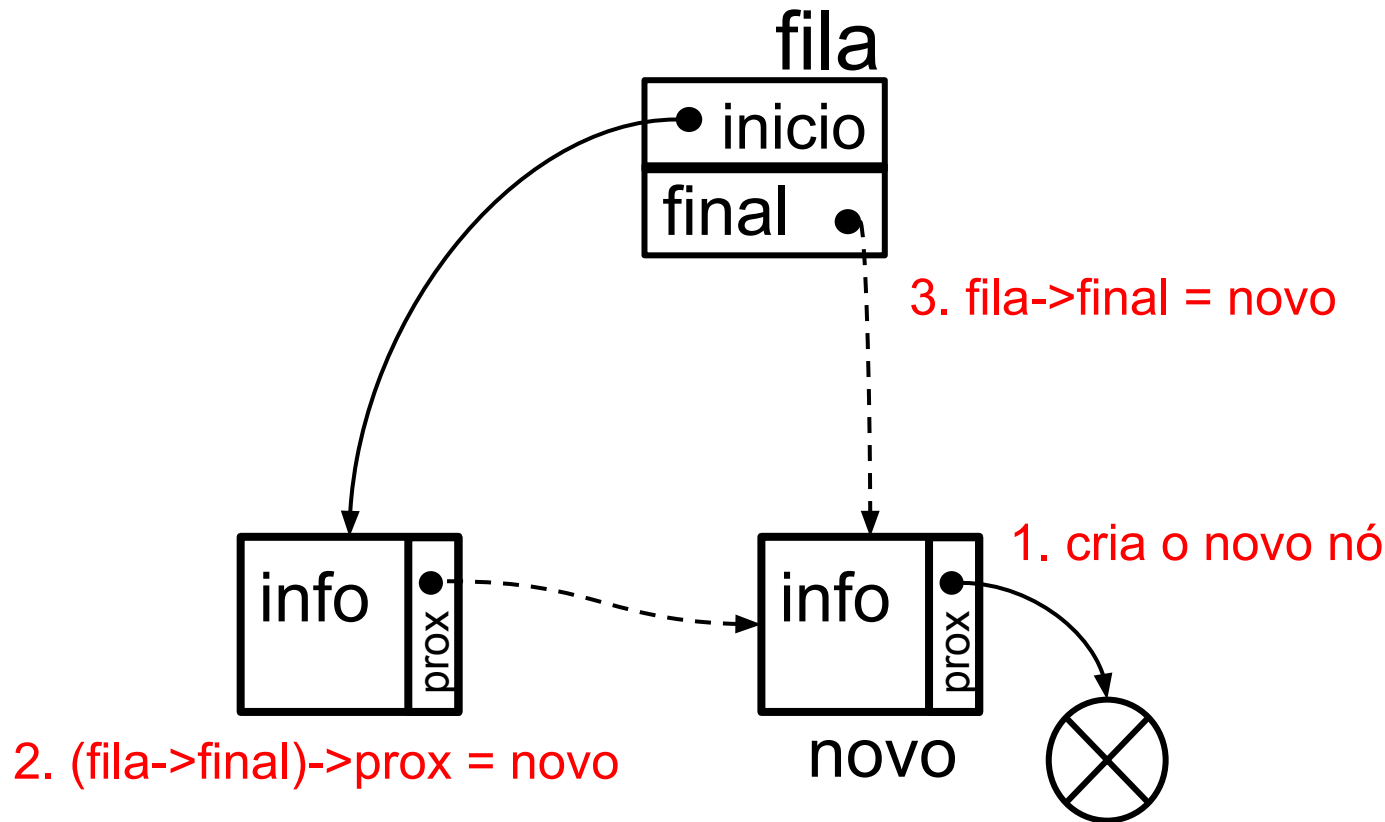 fila
inicio
final
3. fila->final = novo
1. cria o novo nó
info
prox
info
prox
2. (fila->final)->prox = novo
novo